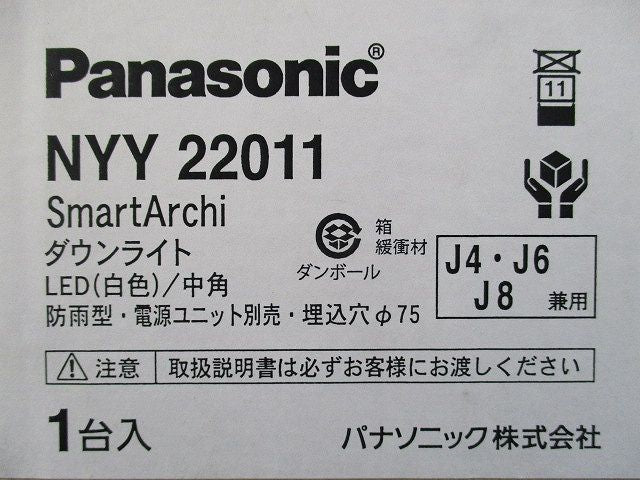 Panasonic®
11
NYY 22011
SmartArchi
ダウンライト
LED(白色)/中角
防雨型・電源ユニット別売・埋込穴φ75
箱
緩衝材
ダンボール
J4・J6
J8 兼用
注意 取扱説明書は必ずお客様にお渡しください
1台入
パナソニック株式会社